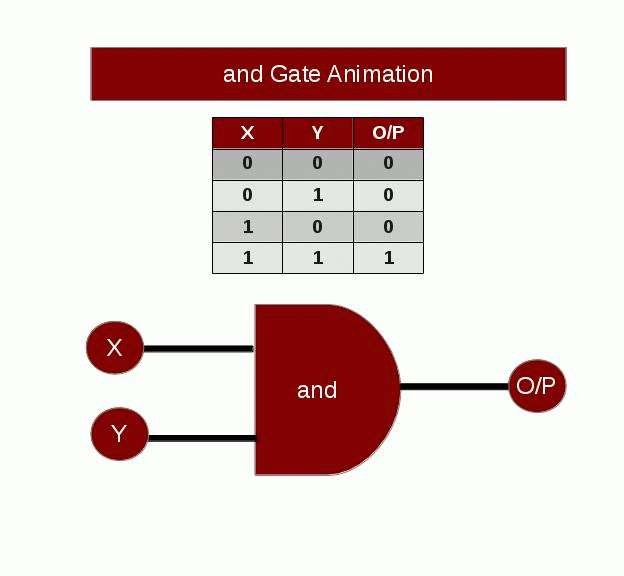 and Gate Animation
X Y O/P
0 0 0
0 1 0
1 0 0
1 1 1
X
and
O/P
Y